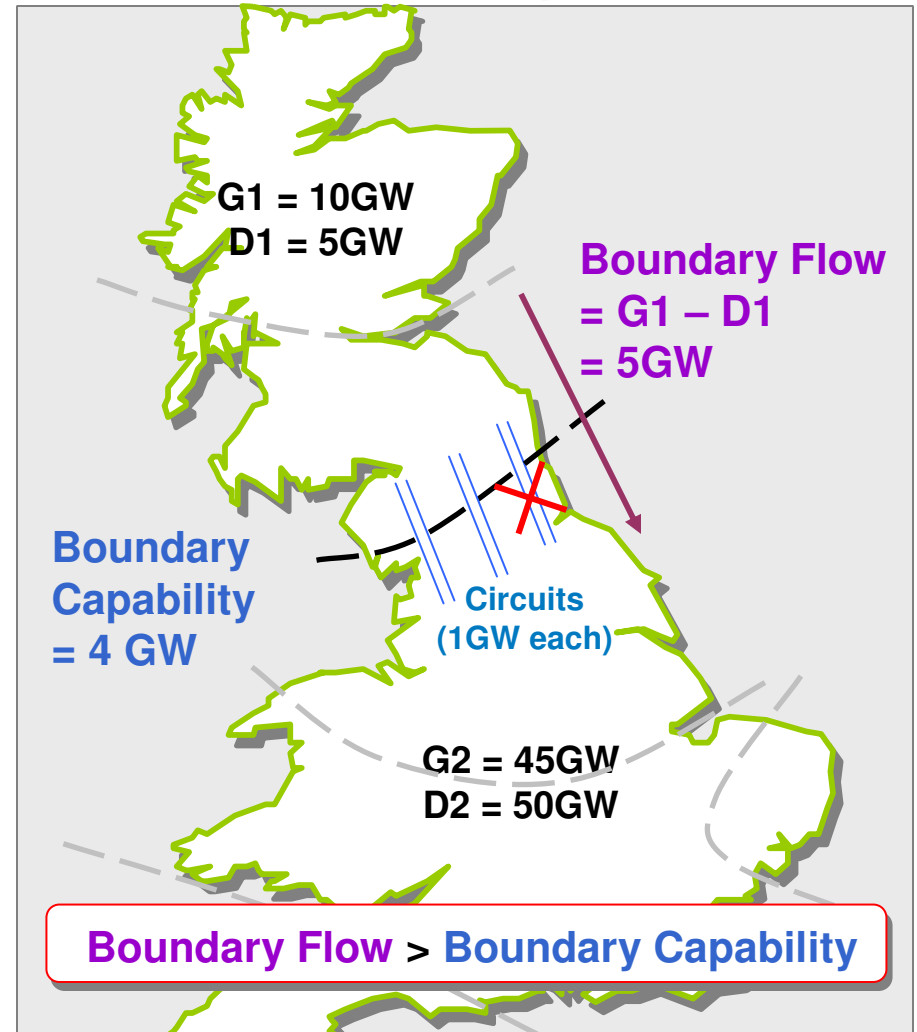 G1 = 10GW
D1 = 5GW
Boundary Flow
= G1 – D1
= 5GW
Boundary
Capability
= 4 GW
Circuits
(1GW each)
G2 = 45GW
D2 = 50GW
Boundary Flow > Boundary Capability